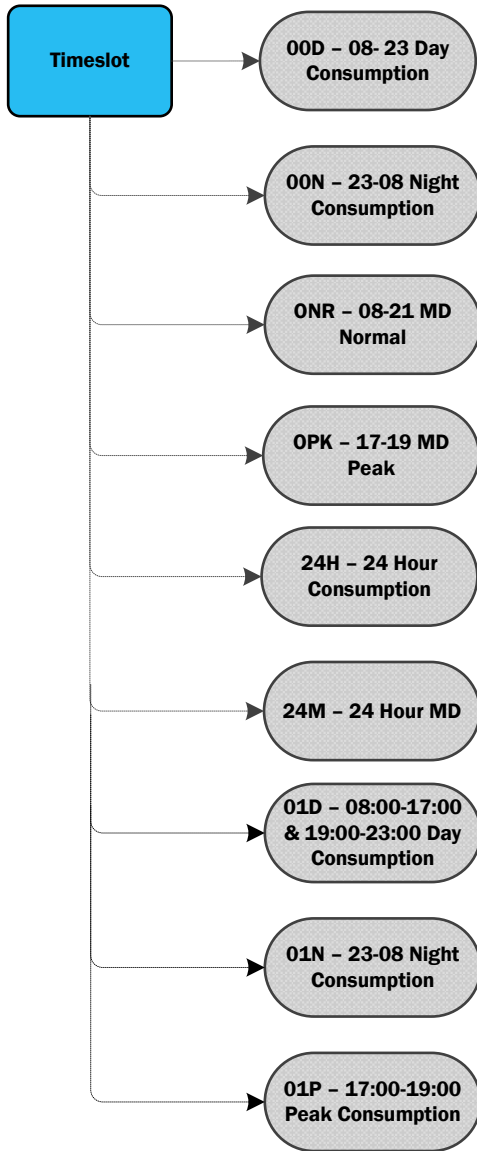 Timeslot
00D – 08- 23 Day
Consumption
00N – 23-08 Night
Consumption
0NR – 08-21 MD
Normal
0PK – 17-19 MD
Peak
24H – 24 Hour
Consumption
24M – 24 Hour MD
01D – 08:00-17:00
& 19:00-23:00 Day
Consumption
01N – 23-08 Night
Consumption
01P – 17:00-19:00
Peak Consumption